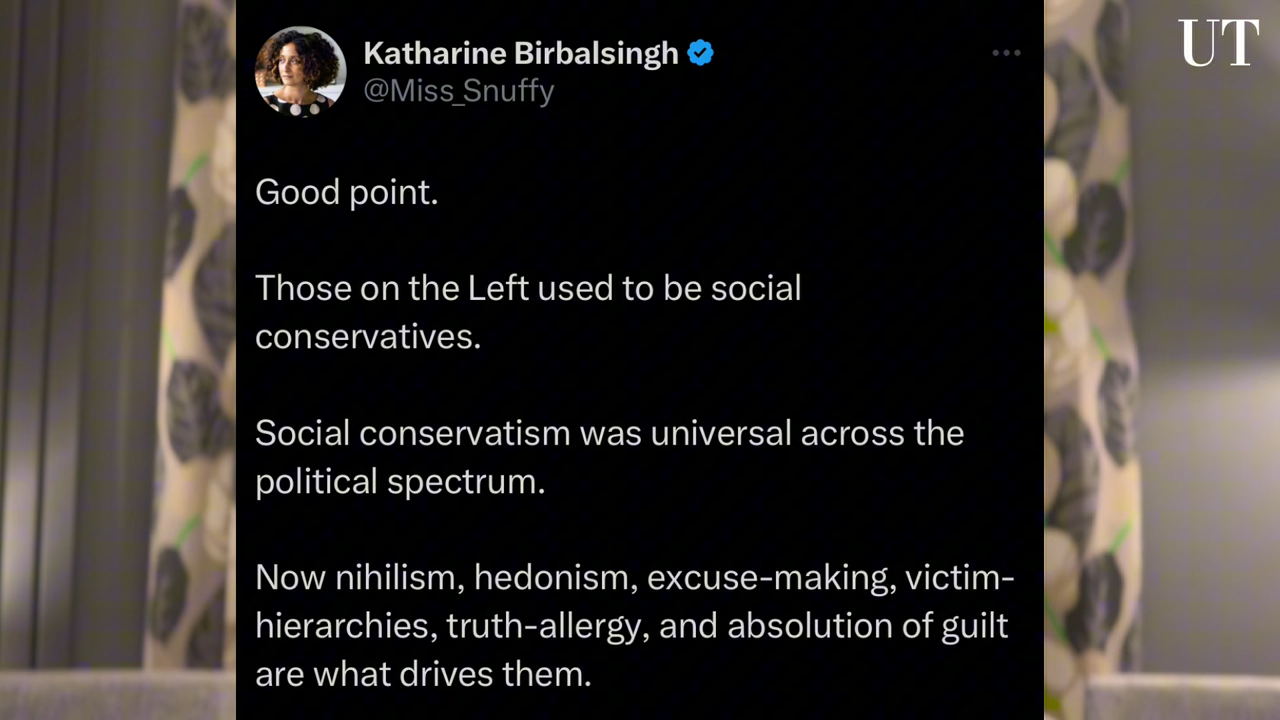 UT
Katharine Birbalsingh
@Miss_Snuffy
Good point.
Those on the Left used to be social
conservatives.
Social conservatism was universal across the
political spectrum.
Now nihilism, hedonism, excuse-making, victim-
hierarchies, truth-allergy, and absolution of guilt
are what drives them.